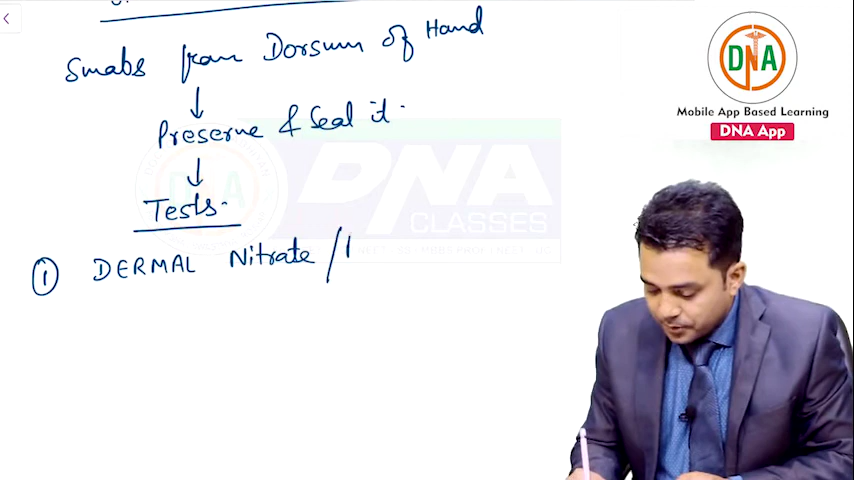 Smabs from Dorsum of Hand
Preserve & Seal it.
Tests.
① DERMAL Nitrate /
DNA
Mobile App Based Learning
DNA App
DNA
CLASSES